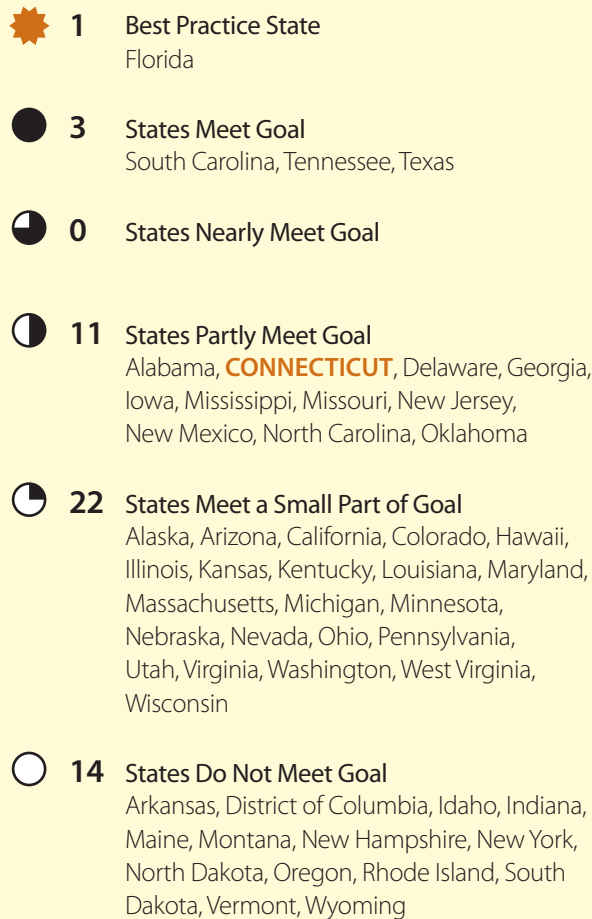 1 Best Practice State
Florida
3 States Meet Goal
South Carolina, Tennessee, Texas
0 States Nearly Meet Goal
11 States Partly Meet Goal
Alabama, CONNECTICUT, Delaware, Georgia,
Iowa, Mississippi, Missouri, New Jersey,
New Mexico, North Carolina, Oklahoma
22 States Meet a Small Part of Goal
Alaska, Arizona, California, Colorado, Hawaii,
Illinois, Kansas, Kentucky, Louisiana, Maryland,
Massachusetts, Michigan, Minnesota,
Nebraska, Nevada, Ohio, Pennsylvania,
Utah, Virginia, Washington, West Virginia,
Wisconsin
14 States Do Not Meet Goal
Arkansas, District of Columbia, Idaho, Indiana,
Maine, Montana, New Hampshire, New York,
North Dakota, Oregon, Rhode Island, South
Dakota, Vermont, Wyoming